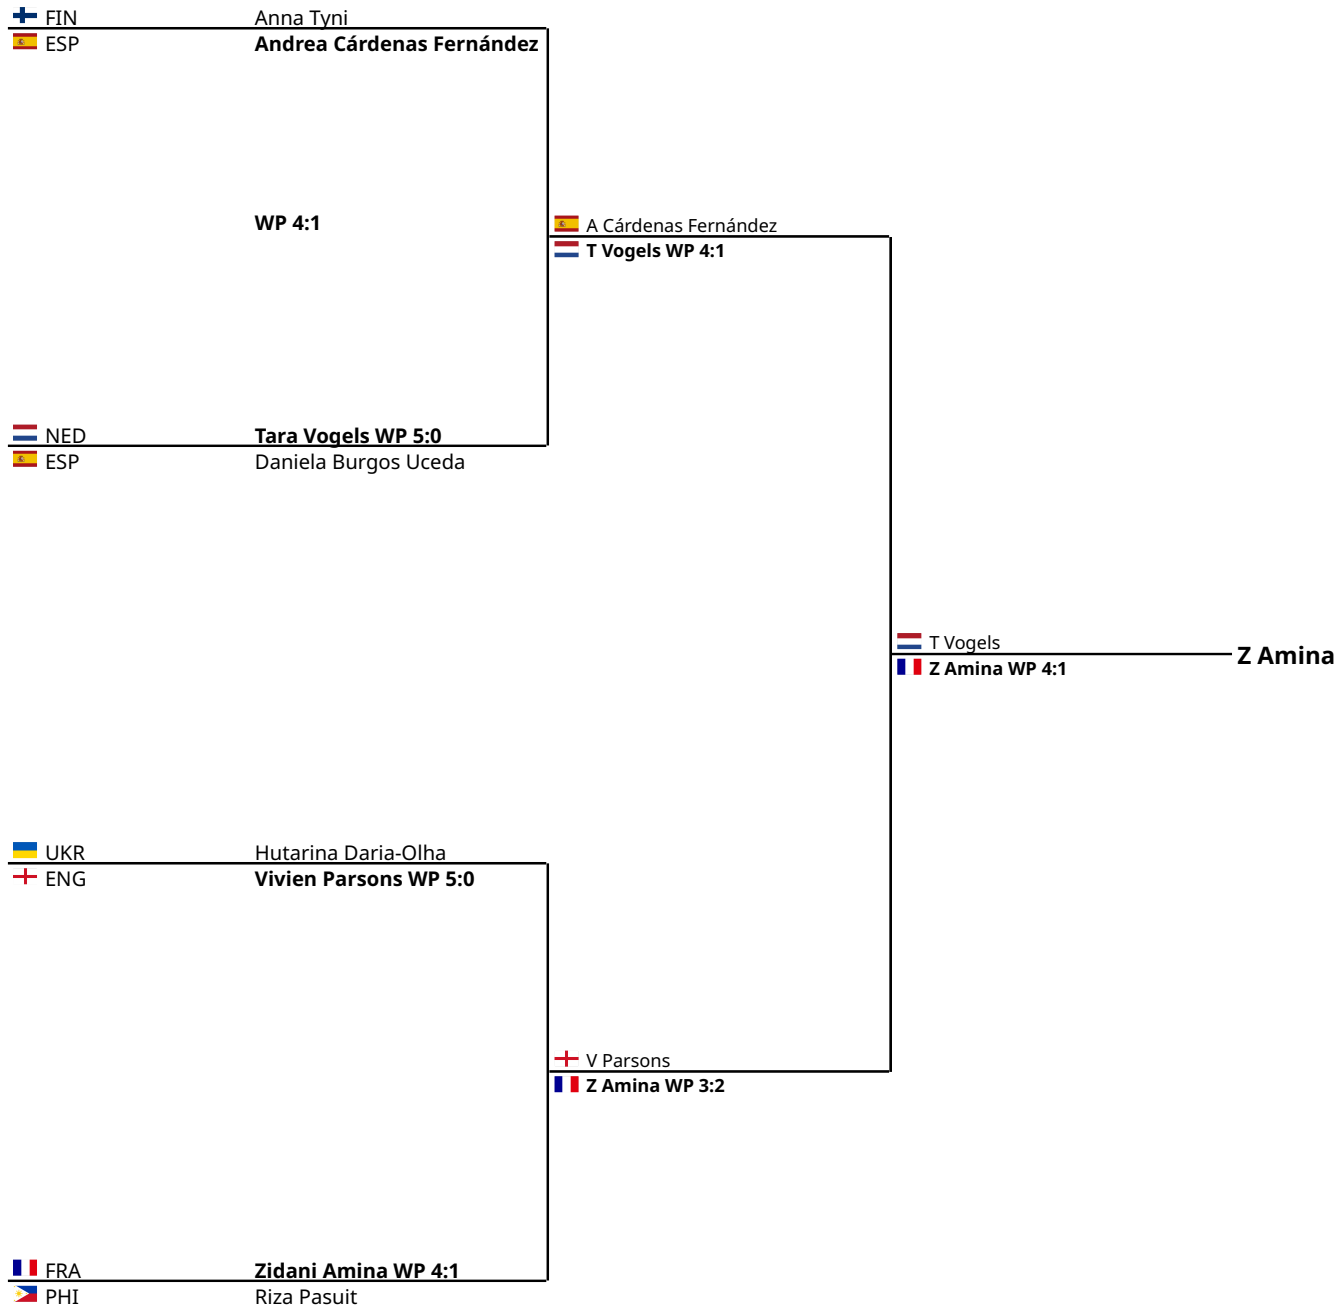 FIN Anna Tyni
ESP Andrea Cárdenas Fernández
WP 4:1
A Cárdenas Fernández
T Vogels WP 4:1
NED Tara Vogels WP 5:0
ESP Daniela Burgos Uceda
T Vogels
Z Amina
Z Amina WP 4:1
UKR Hutarina Daria-Olha
ENG Vivien Parsons WP 5:0
V Parsons
Z Amina WP 3:2
FRA Zidani Amina WP 4:1
PHI Riza Pasuit